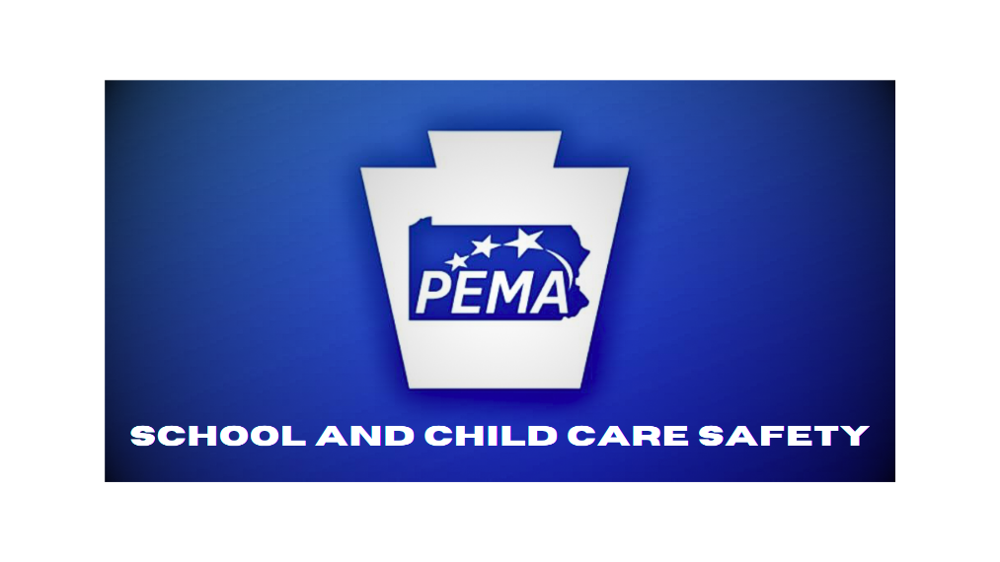 PEMA
SCHOOL AND CHILD CARE SAFETY